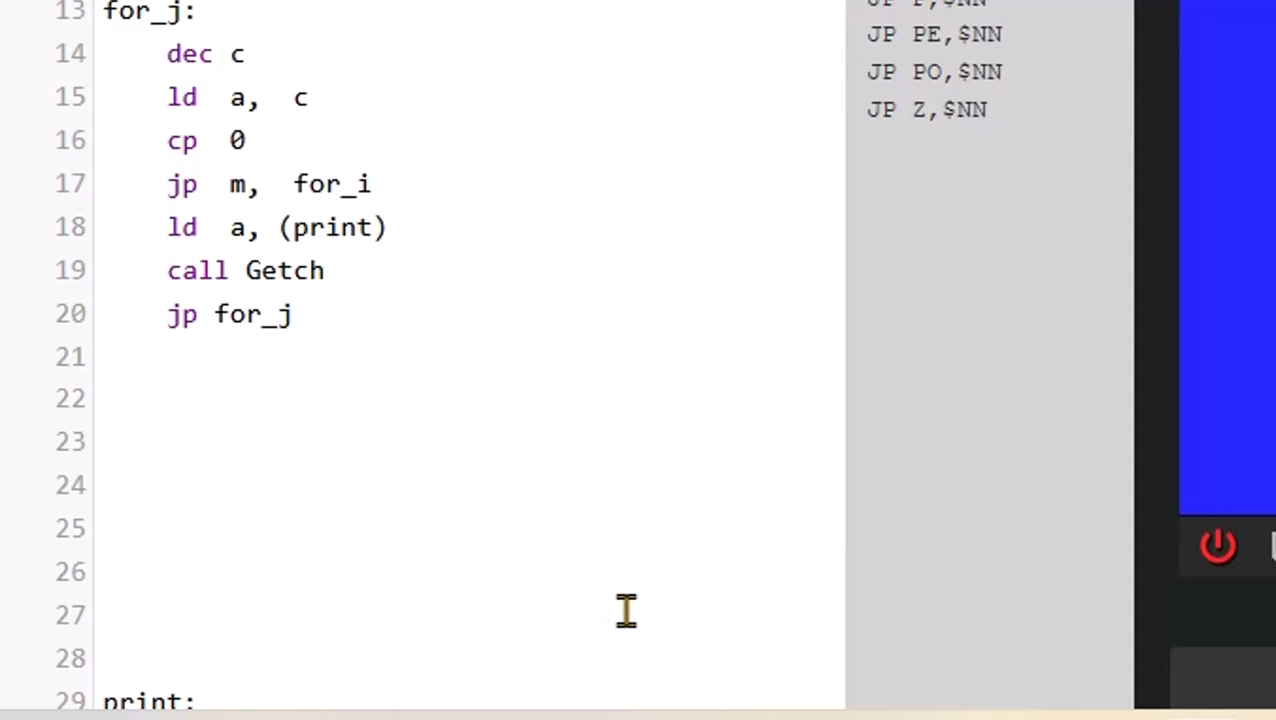 13 for_j:
14 dec c
15 ld a, c
16 cp 0
17 jp m, for_i
18 ld a, (print)
19 call Getch
20 jp for_j
21
22
23
24
25
26
27
28
29 print:
JP P,$NN
JP PE,$NN
JP PO,$NN
JP Z,$NN